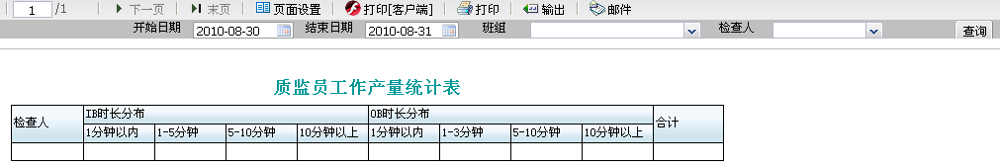 1 /1 下一页 末页 页面设置 打印[客户端] 打印 输出 邮件
开始日期 2010-08-30 结束日期 2010-08-31 班组 检查人 查询
质监员工作产量统计表
检查人 IB时长分布 OB时长分布 合计
1分钟以内 1-5分钟 5-10分钟 10分钟以上 1分钟以内 1-3分钟 5-10分钟 10分钟以上